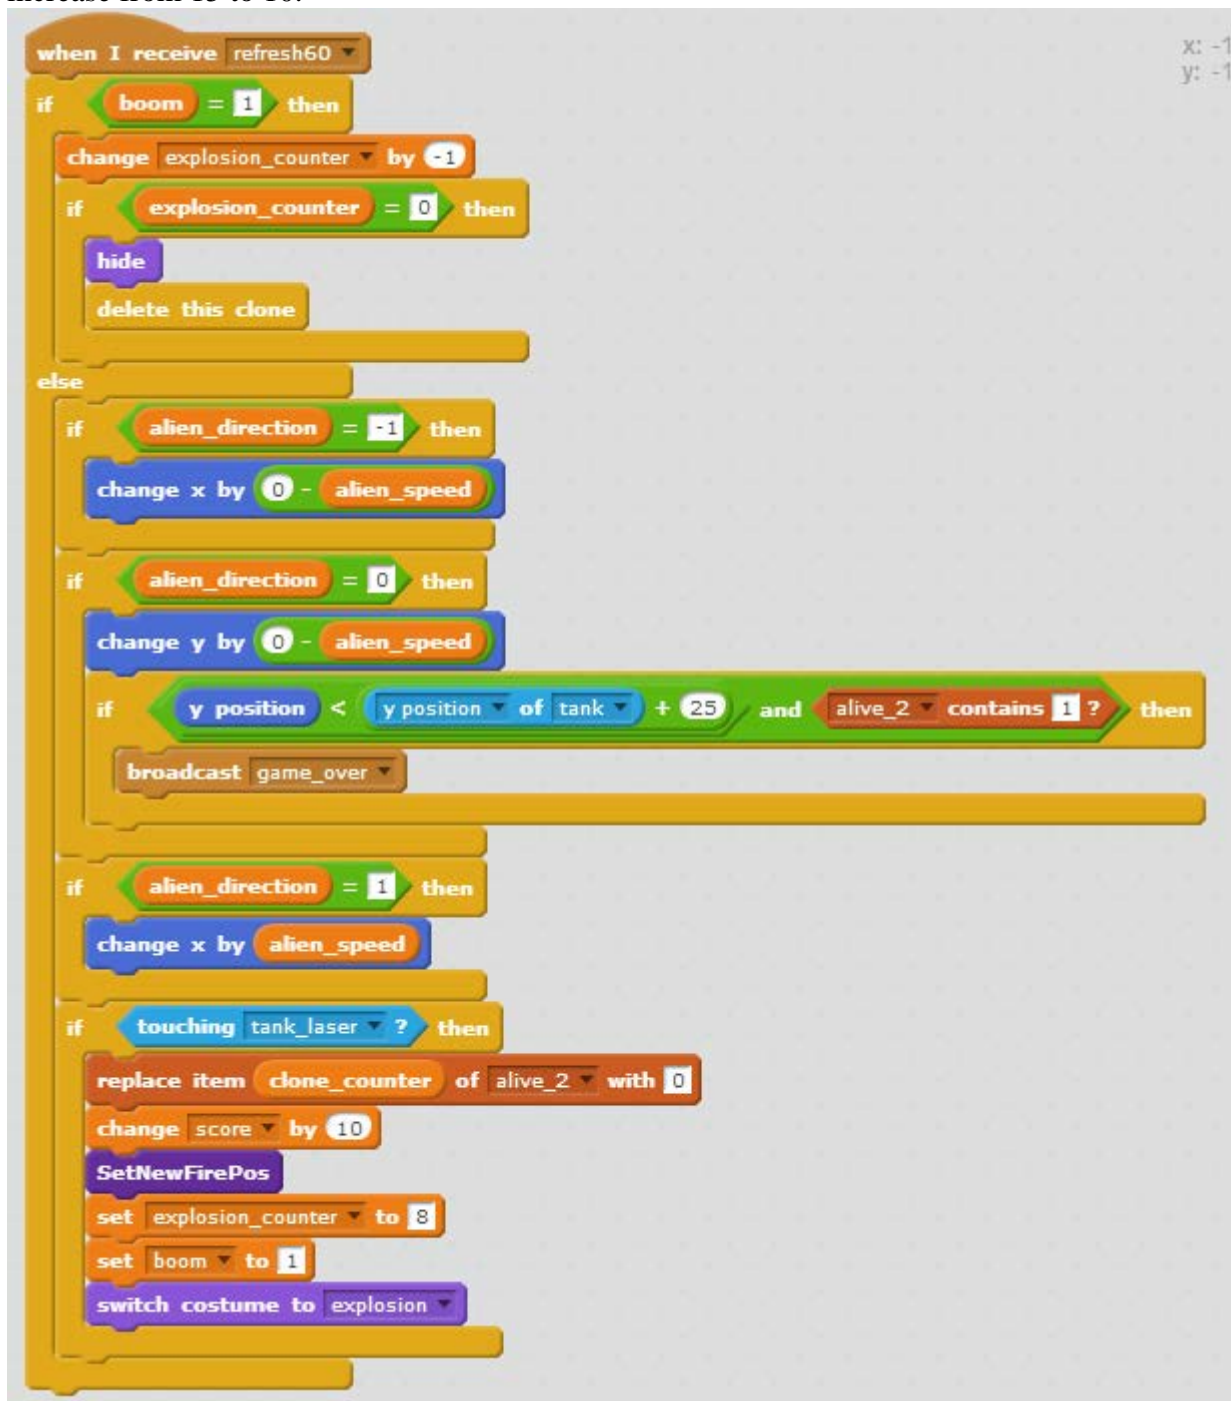 increase from 15 to 10.
when I receive refresh60
x: -1
y: -1
if boom = 1 then
change explosion_counter by -1
if explosion_counter = 0 then
hide
delete this clone
else
if alien_direction = -1 then
change x by 0 - alien_speed
if alien_direction = 0 then
change y by 0 - alien_speed
if y position < y position of tank + 25 and alive_2 contains 1 ? then
broadcast game_over
if alien_direction = 1 then
change x by alien_speed
if touching tank_laser ? then
replace item clone_counter of alive_2 with 0
change score by 10
SetNewFirePos
set explosion_counter to 8
set boom to 1
switch costume to explosion